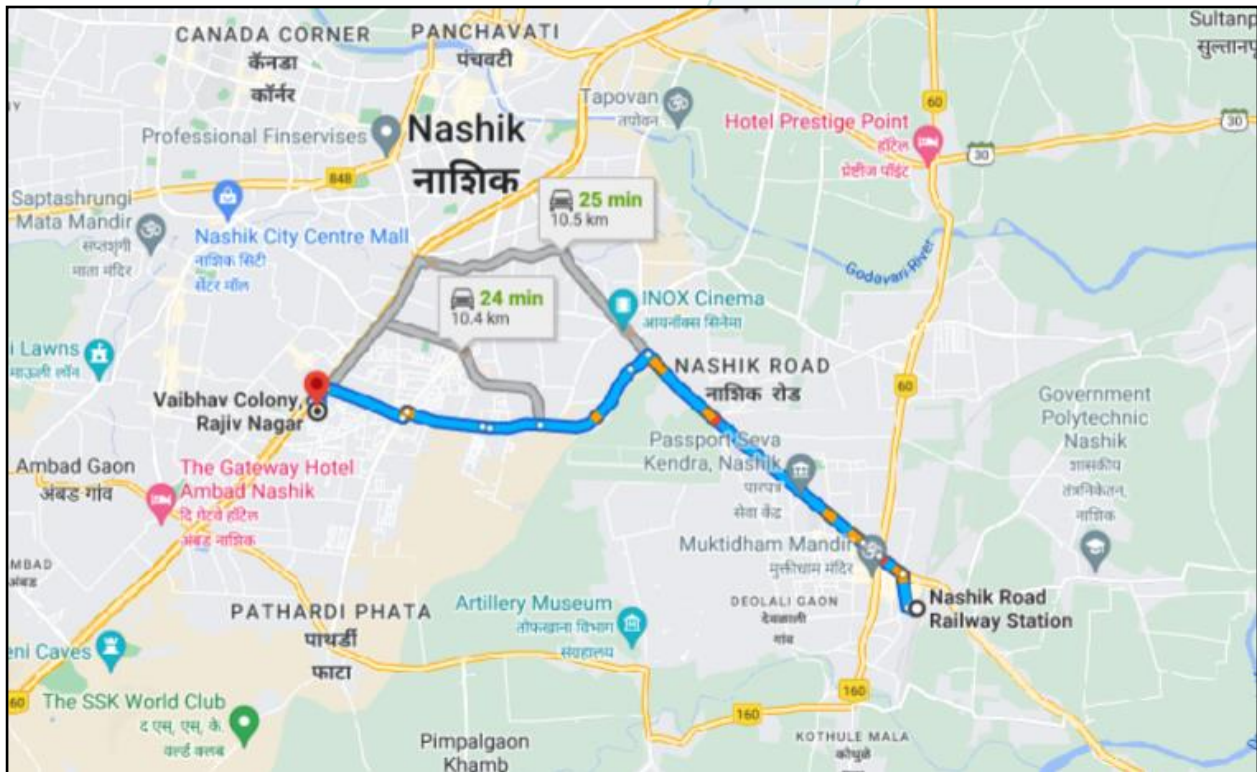 CANADA CORNER
कॅनडा
कॉर्नर
PANCHAVATI
पंचवटी
Sultanp
सुल्तानपू
Tapovan
तपोवन
60
Hotel Prestige Point
हॉटेल
प्रेष्टीज पॉइंट
30
30
Professional Finservises
Nashik
नाशिक
848
Saptashrungi
Mata Mandir
सप्तशृंगी
माता मंदिर
Nashik City Centre Mall
नाशिक सिटी
सेंटर मॉल
25 min
10.5 km
Godavari River
24 min
10.4 km
INOX Cinema
आयनॉक्स सिनेमा
i Lawns
माऊली लॉन
NASHIK ROAD
नाशिक रोड
60
Vaibhav Colony,
Rajiv Nagar
Government
Polytechnic
Nashik
शासकीय
तंत्रनिकेतन,
नाशिक
Passport Seva
Kendra, Nashik
पारपत्र
सेवा केंद्र
Ambad Gaon
अंबड गांव
The Gateway Hotel
Ambad Nashik
दि गेटवे हॉटेल
अंबड नाशिक
Muktidham Mandir
मुक्तीधाम मंदिर
MBAD
अंबड
PATHARDI PHATA
पाथर्डी
फाटा
Artillery Museum
तोफखाना विभाग
संग्रहालय
DEOLALI GAON
देवळाली
गांव
Nashik Road
Railway Station
eni Caves
60
The SSK World Club
द एस. एस. के.
वर्ल्ड क्लब
160
160
Pimpalgaon
Khamb
KOTHULE MALA
कोथुळे